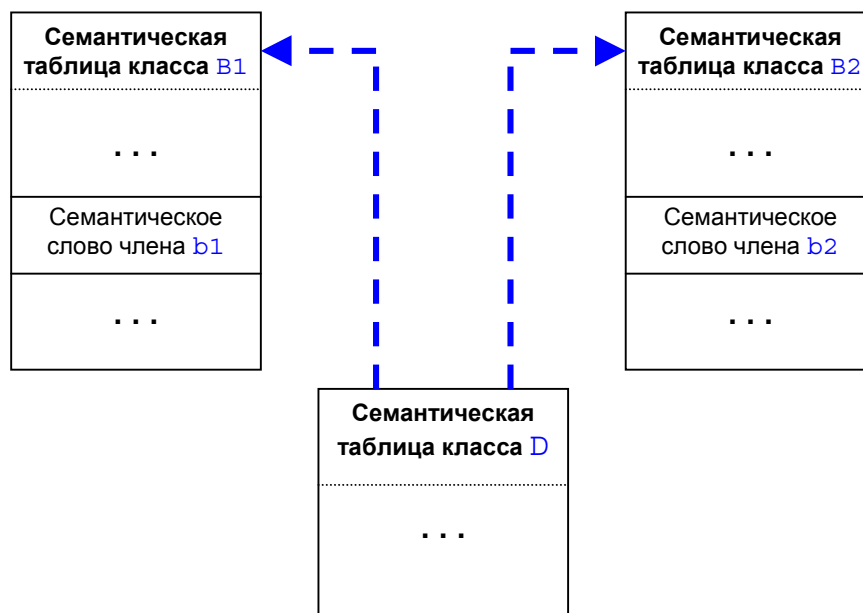 Семантическая
таблица класса B1
. . .
Семантическое
слово члена b1
. . .
Семантическая
таблица класса B2
. . .
Семантическое
слово члена b2
. . .
Семантическая
таблица класса D
. . .